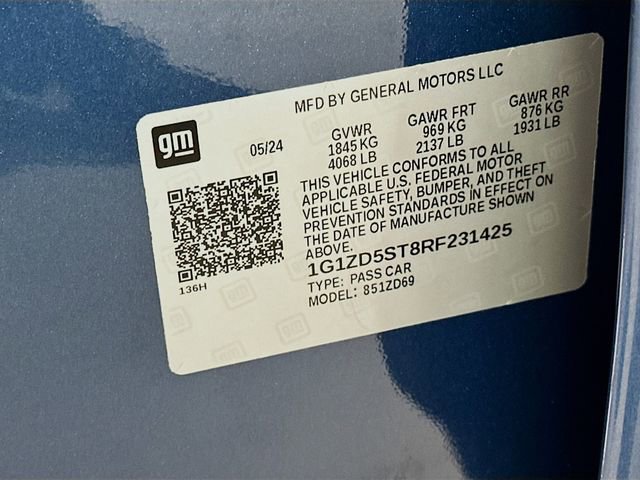 MFD BY GENERAL MOTORS LLC
gm
05/24
GVWR
1845 KG
4068 LB
GAWR FRT
969 KG
2137 LB
GAWR RR
876 KG
1931 LB
THIS VEHICLE CONFORMS TO ALL
APPLICABLE U.S. FEDERAL MOTOR
VEHICLE SAFETY, BUMPER, AND THEFT
PREVENTION STANDARDS IN EFFECT ON
THE DATE OF MANUFACTURE SHOWN
ABOVE.
1G1ZD5ST8RF231425
TYPE: PASS CAR
MODEL: 851ZD69
136H